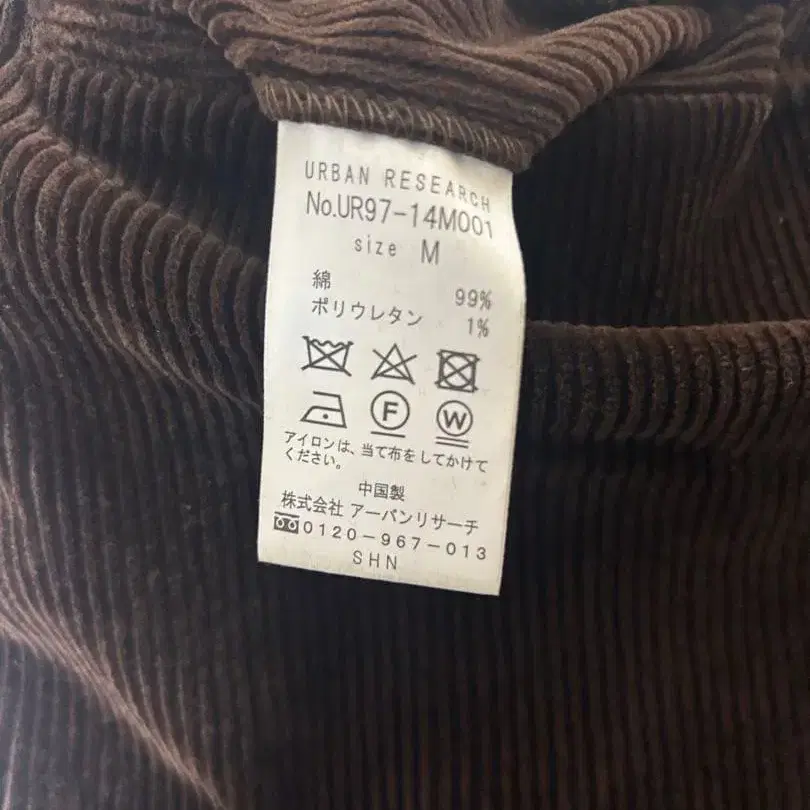 URBAN RESEARCH
No.UR97-14M001
size M
綿 99%
ポリウレタン 1%
F W
アイロンは、当て布をしてかけて
ください。
中国製
株式会社 アーバンリサーチ
0120-967-013
SHN